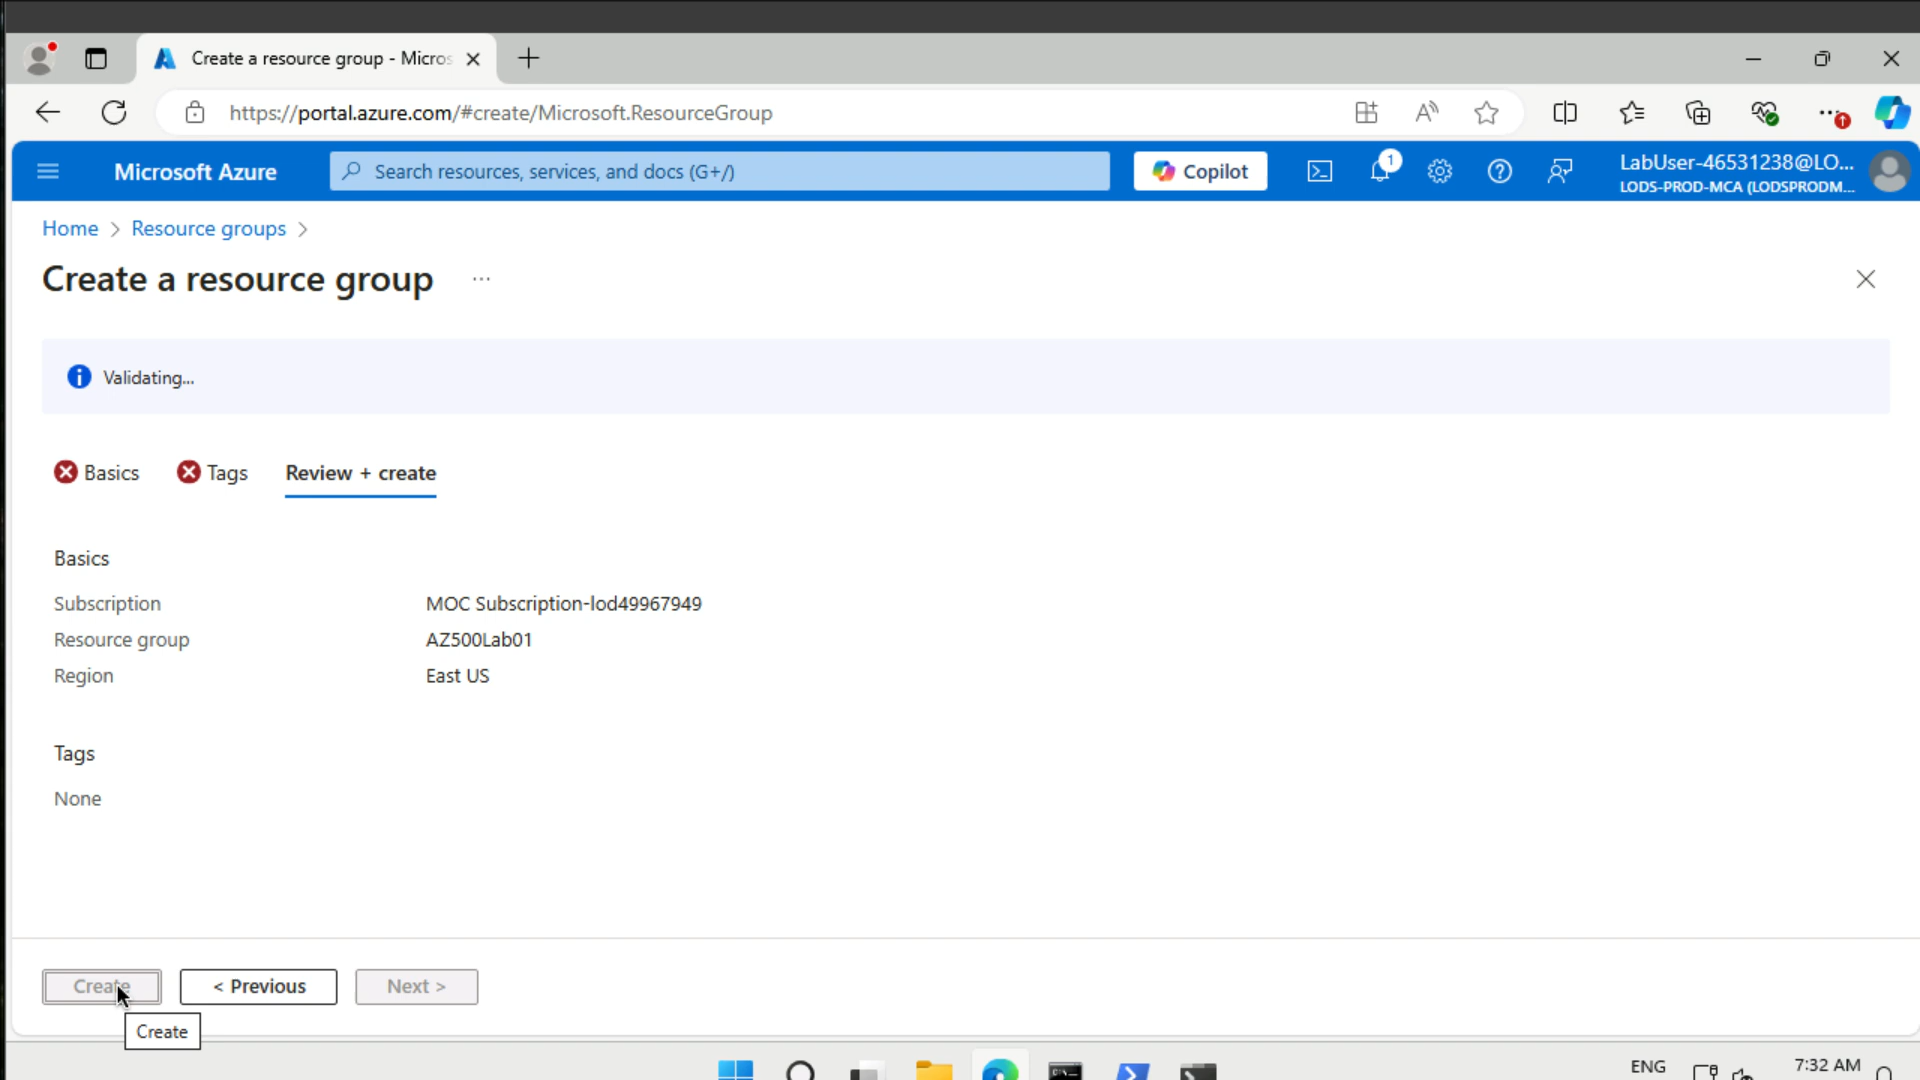 Create a resource group - Micros
https://portal.azure.com/#create/Microsoft.ResourceGroup
Microsoft Azure
Search resources, services, and docs (G+/)
Copilot
1
LabUser-46531238@LO...
LODS-PROD-MCA (LODSPRODM...
Home > Resource groups >
Create a resource group ...
Validating...
Basics
Tags
Review + create
Basics
Subscription MOC Subscription-lod49967949
Resource group AZ500Lab01
Region East US
Tags
None
Create
< Previous
Next >
Create
ENG
7:32 AM